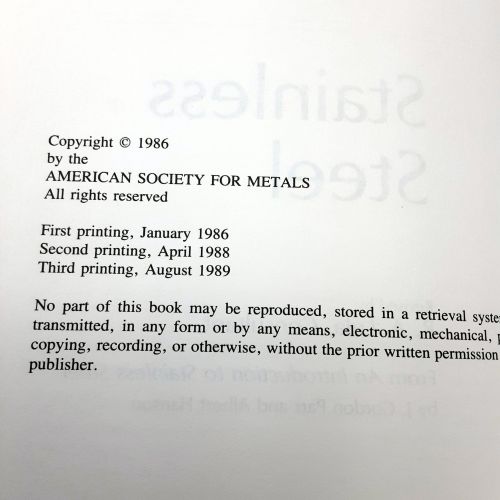 Stainless
Steel
Copyright © 1986
by the
AMERICAN SOCIETY FOR METALS
All rights reserved
First printing, January 1986
Second printing, April 1988
Third printing, August 1989
No part of this book may be reproduced, stored in a retrieval
transmitted, in any form or by any means, electronic, mechanical,
copying, recording, or otherwise, without the prior written permission
publisher.
From An Introduction to Stainless Steel
by J. Gordon Parr and Albert Hanson